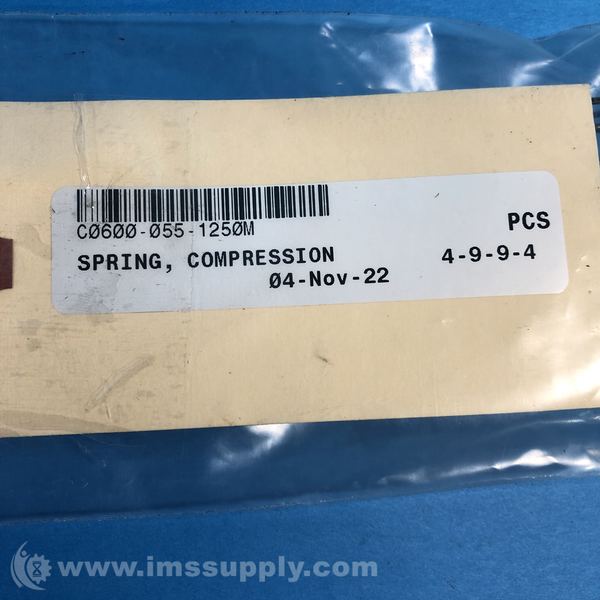 C0600-055-1250M
PCS
SPRING, COMPRESSION
4-9-9-4
04-Nov-22
www.imssupply.com